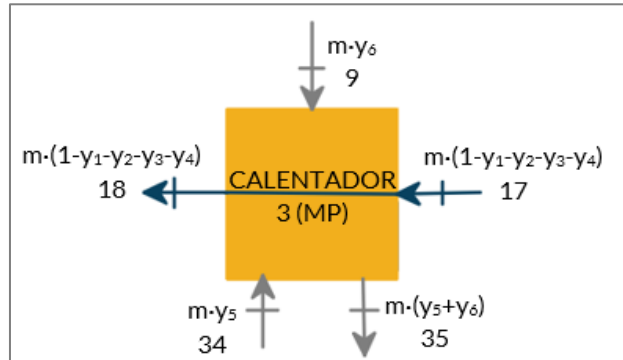 m·y₆
9
m·(1-y₁-y₂-y₃-y₄)
18
CALENTADOR
3 (MP)
m·(1-y₁-y₂-y₃-y₄)
17
m·y₅
34
m·(y₅+y₆)
35